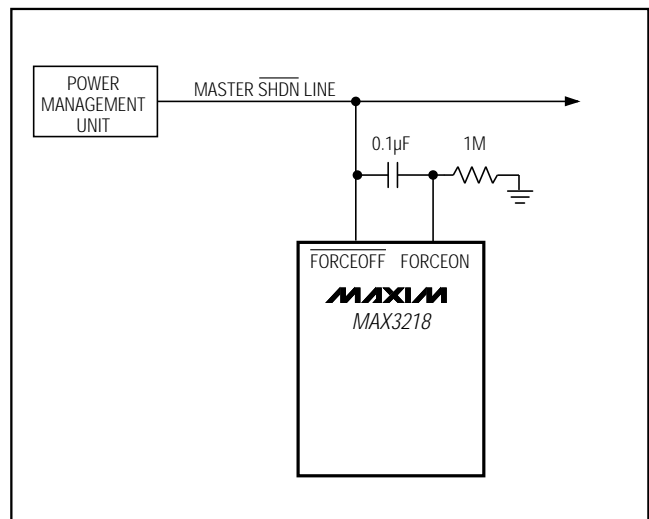 POWER
MANAGEMENT
UNIT
MASTER SHDN LINE
0.1µF
1M
FORCEOFF FORCEON
MAXIM
MAX3218